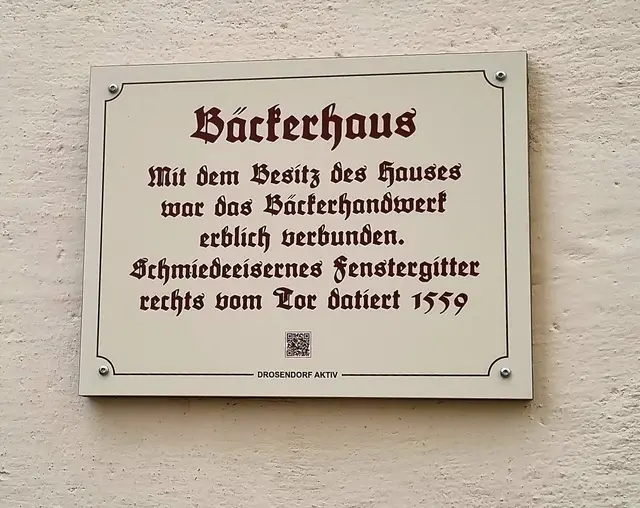 Bäckerhaus
Mit dem Besitz des Hauses
war das Bäckerhandwerk
erblich verbunden.
Schmiedeeisernes Fenstergitter
rechts vom Tor datiert 1559
DROSENDORF AKTIV